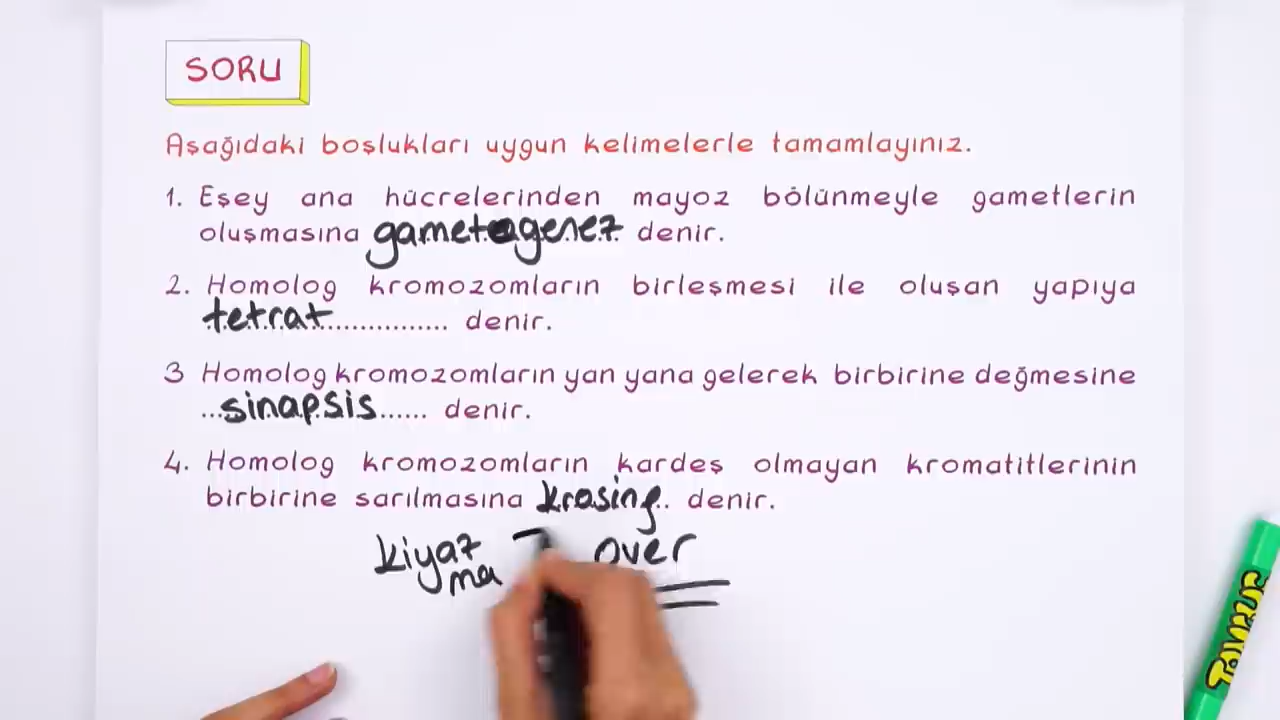 SORU
Aşağıdaki boşlukları uygun kelimelerle tamamlayınız.
1. Eşey ana hücrelerinden mayoz bölünmeyle gametlerin
oluşmasına gametogenez denir.
2. Homolog kromozomların birleşmesi ile oluşan yapıya
tetrat.................. denir.
3 Homolog kromozomların yan yana gelerek birbirine değmesine
...sinapsis...... denir.
4. Homolog kromozomların kardeş olmayan kromatitlerinin
birbirine sarılmasına krosing.. denir.
kiyaz over
ma